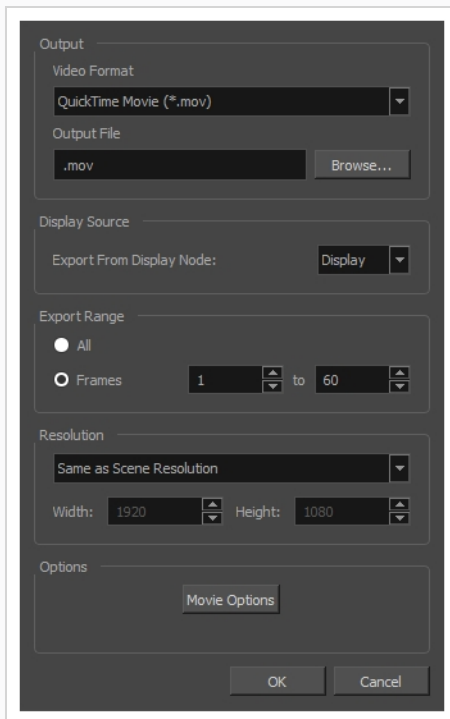 Output
Video Format
QuickTime Movie (*.mov)
Output File
.mov Browse...
Display Source
Export From Display Node: Display
Export Range
All
Frames 1 to 60
Resolution
Same as Scene Resolution
Width: 1920 Height: 1080
Options
Movie Options
OK Cancel